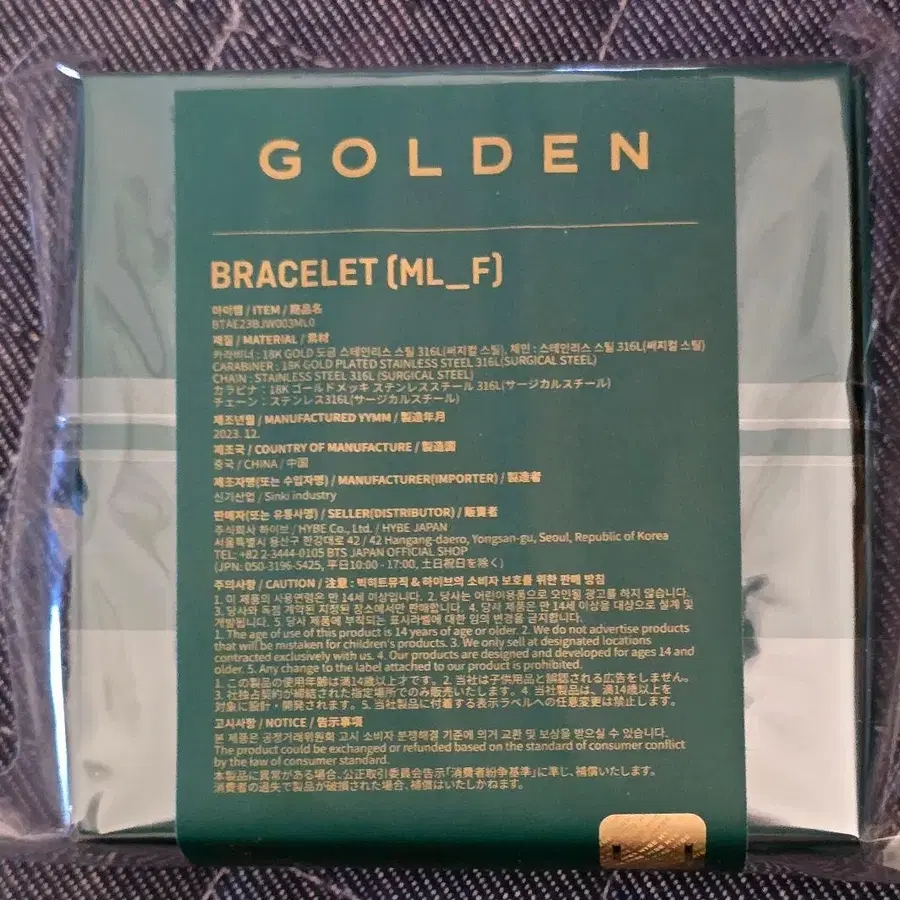 GOLDEN
BRACELET (ML_F)
아이템 / ITEM / 商品名
BTAE23BJW003ML0
재질 / MATERIAL / 素材
카라비너 : 18K GOLD 도금 스테인리스 스틸 316L(써지컬 스틸), 체인 : 스테인리스 스틸 316L(써지컬 스틸)
CARABINER : 18K GOLD PLATED STAINLESS STEEL 316L(SURGICAL STEEL)
CHAIN : STAINLESS STEEL 316L (SURGICAL STEEL)
カラビナ : 18K ゴールドメッキ ステンレススチール 316L(サージカルスチール)
チェーン : ステンレス316L(サージカルスチール)
제조년월 / MANUFACTURED YYMM / 製造年月
2023. 12.
제조국 / COUNTRY OF MANUFACTURE / 製造国
중국 / CHINA / 中国
제조자명(또는 수입자명) / MANUFACTURER(IMPORTER) / 製造者
신기산업 / Sinki industry
판매자(또는 유통사명) / SELLER(DISTRIBUTOR) / 販売者
주식회사 하이브 / HYBE Co., Ltd. / HYBE JAPAN
서울특별시 용산구 한강대로 42 / 42 Hangang-daero, Yongsan-gu, Seoul, Republic of Korea
TEL: +82 2-3444-0105 BTS JAPAN OFFICIAL SHOP
(JPN: 050-3196-5425, 平日10:00 - 17:00, 土日祝日を除く)
주의사항 / CAUTION / 注意 : 빅히트뮤직 & 하이브의 소비자 보호를 위한 판매 방침
1. 이 제품의 사용연령은 만 14세 이상입니다. 2. 당사는 어린이용품으로 오인될 광고를 하지 않습니다.
3. 당사와 독점 계약된 지정된 장소에서만 판매합니다. 4. 당사 제품은 만 14세 이상을 대상으로 설계 및
개발됩니다. 5. 당사 제품에 부착되는 표시라벨에 대한 임의 변경을 금지합니다.
1. The age of use of this product is 14 years of age or older. 2. We do not advertise products
that will be mistaken for children's products. 3. We only sell at designated locations
contracted exclusively with us. 4. Our products are designed and developed for ages 14 and
older. 5. Any change to the label attached to our product is prohibited.
1. この製品の使用年齢は満14歳以上才です。2. 当社は子供用品と誤認される広告をしません。
3. 社独占契約が締結された指定場所でのみ販売いたします。4. 当社製品は、満14歳以上を
対象に設計・開発されます。5. 当社製品に付着する表示ラベルへの任意変更は禁止します。
고시사항 / NOTICE / 告示事項
본 제품은 공정거래위원회 고시 소비자 분쟁해결 기준에 의거 교환 및 보상을 받으실 수 있습니다.
The product could be exchanged or refunded based on the standard of consumer conflict
by the law of consumer standard.
本製品に異常がある場合、公正取引委員会告示「消費者紛争基準」に準じ、補償いたします。
消費者の過失で製品が破損された場合、補償はいたしかねます。